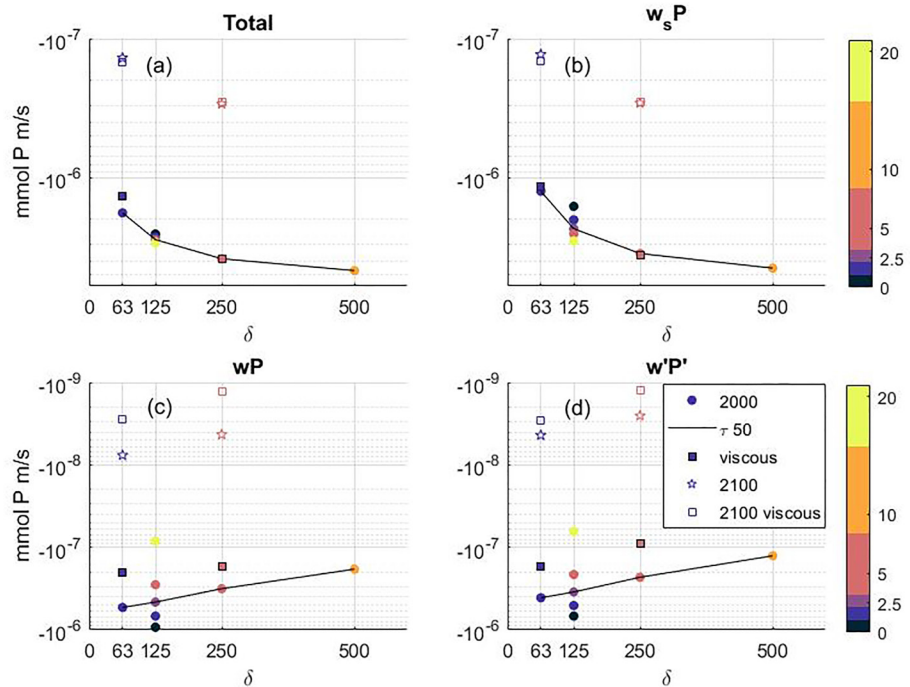 Total
w_sP
-10^-7
-10^-6
mmol P m/s
(a)
0 63 125 250 500
δ
-10^-7
-10^-6
(b)
0 63 125 250 500
δ
20
10
5
2.5
0
wP
w'P'
-10^-9
-10^-8
-10^-7
-10^-6
mmol P m/s
(c)
0 63 125 250 500
δ
-10^-9
-10^-8
-10^-7
-10^-6
(d)
2000
τ 50
viscous
2100
2100 viscous
0 63 125 250 500
δ
20
10
5
2.5
0